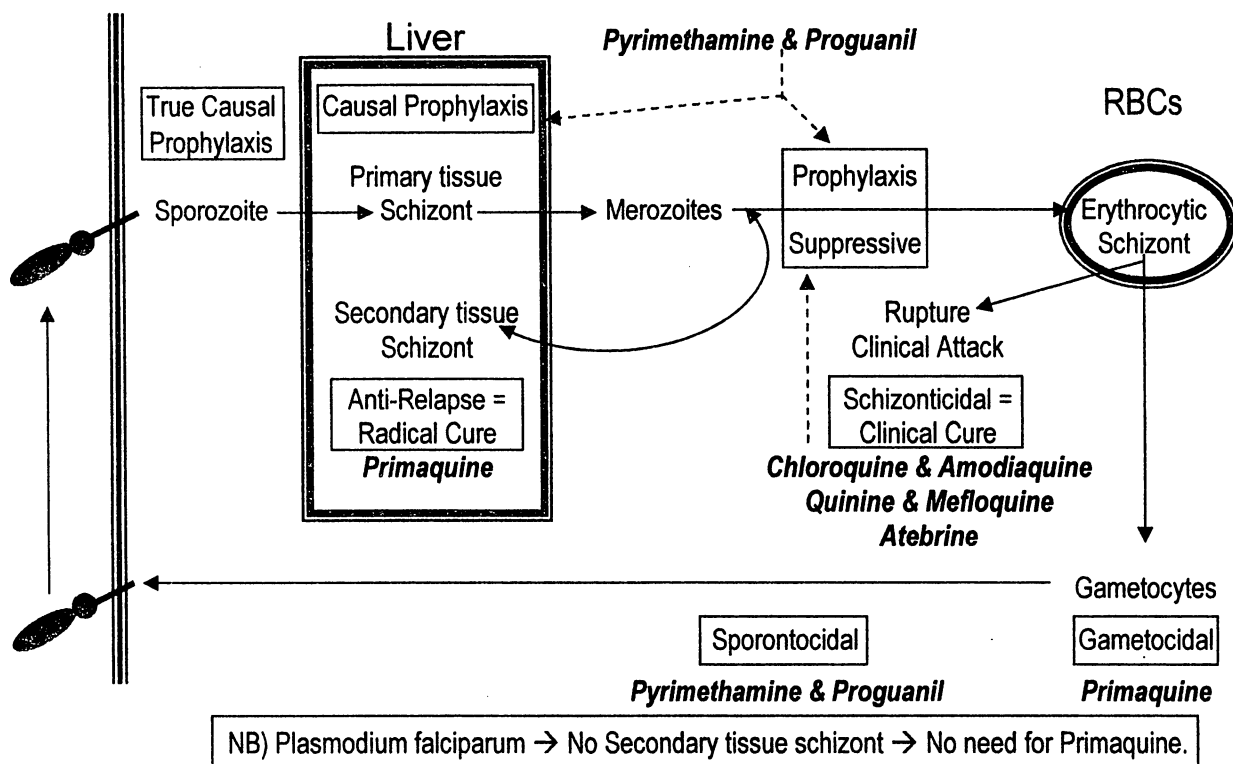 Liver
Pyrimethamine & Proguanil
True Causal
Prophylaxis
Causal Prophylaxis
RBCs
Sporozoite
Primary tissue
Schizont
Merozoites
Prophylaxis
Suppressive
Erythrocytic
Schizont
Secondary tissue
Schizont
Rupture
Clinical Attack
Anti-Relapse =
Radical Cure
Primaquine
Schizonticidal =
Clinical Cure
Chloroquine & Amodiaquine
Quinine & Mefloquine
Atebrine
Gametocytes
Sporontocidal
Gametocidal
Pyrimethamine & Proguanil
Primaquine
NB) Plasmodium falciparum → No Secondary tissue schizont → No need for Primaquine.